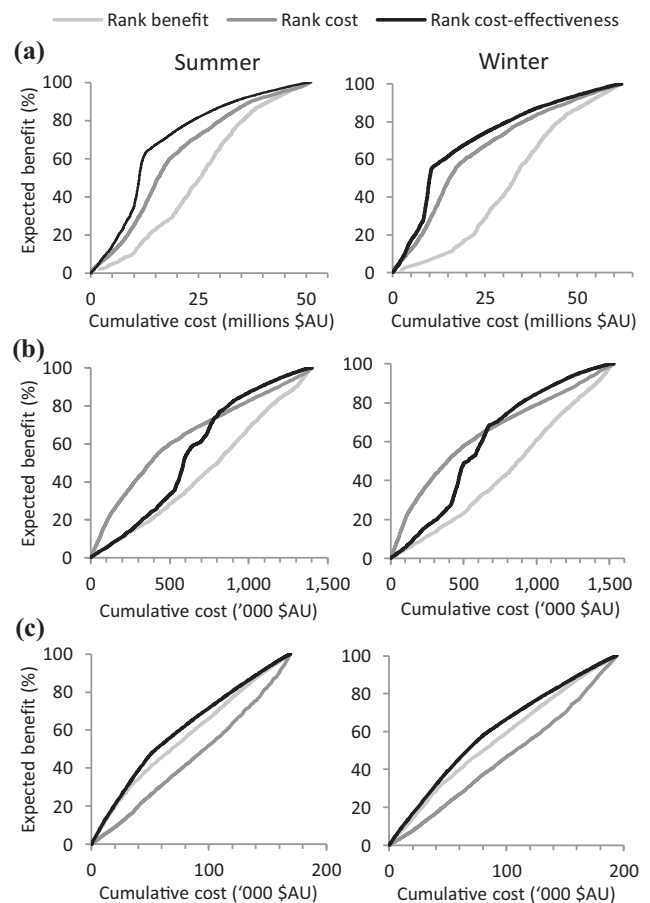 Rank benefit Rank cost Rank cost-effectiveness
(a)
Summer Winter
Expected benefit (%)
100
80
60
40
20
0
0 25 50
Cumulative cost (millions $AU)
100
80
60
40
20
0
0 25 50
Cumulative cost (millions $AU)
(b)
Expected benefit (%)
100
80
60
40
20
0
0 500 1,000 1,500
Cumulative cost (’000 $AU)
100
80
60
40
20
0
0 500 1,000 1,500
Cumulative cost (‘000 $AU)
(c)
Expected benefit (%)
100
80
60
40
20
0
0 100 200
Cumulative cost (‘000 $AU)
100
80
60
40
20
0
0 100 200
Cumulative cost (‘000 $AU)